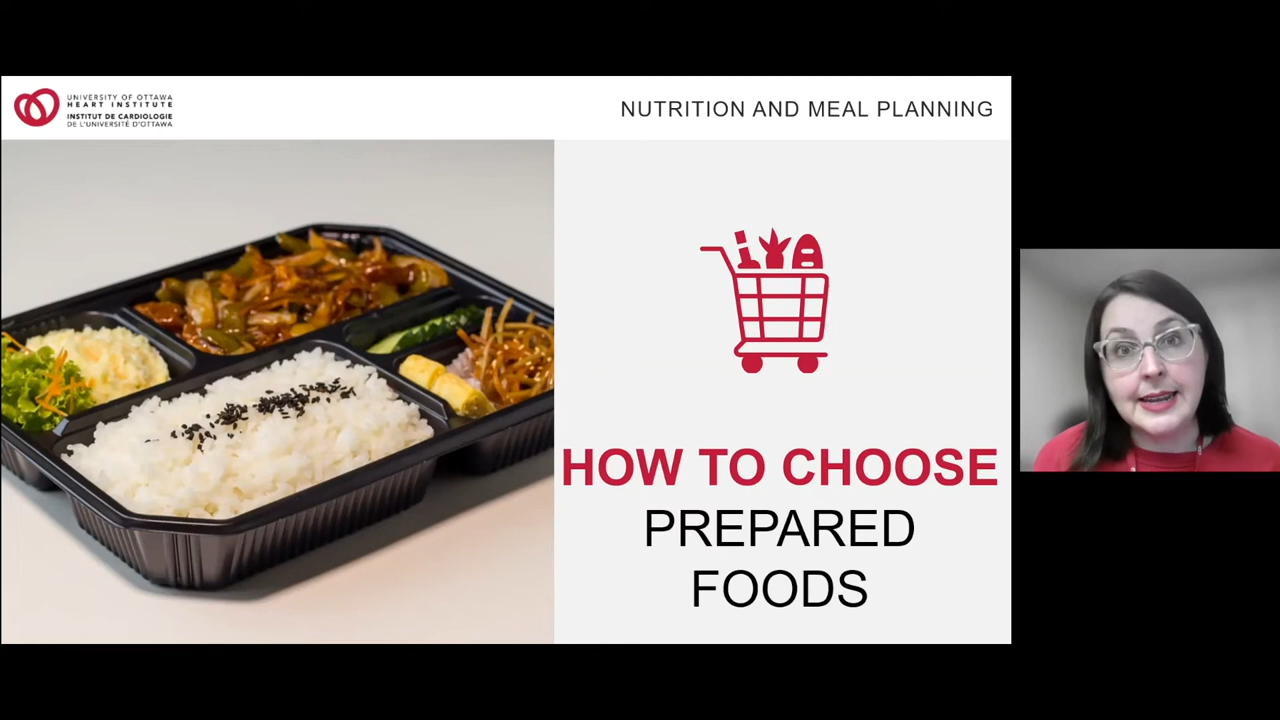 UNIVERSITY OF OTTAWA
HEART INSTITUTE
INSTITUT DE CARDIOLOGIE
DE L'UNIVERSITÉ D'OTTAWA
NUTRITION AND MEAL PLANNING
HOW TO CHOOSE
PREPARED
FOODS